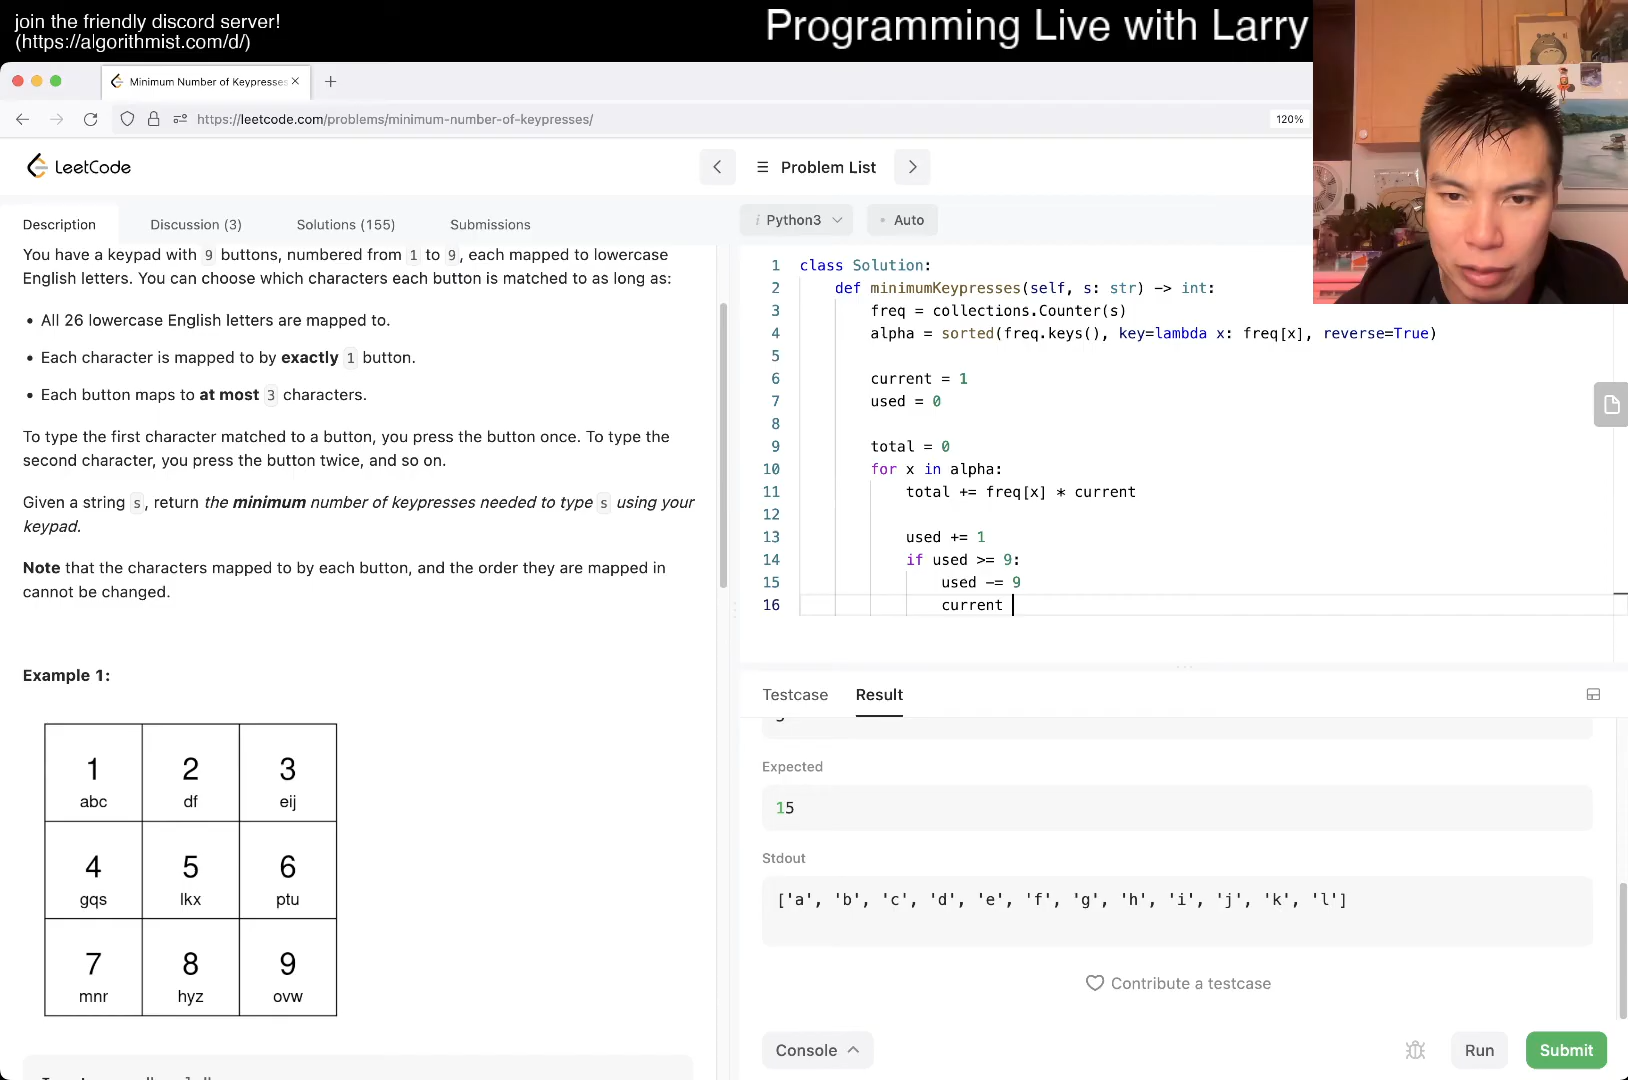 join the friendly discord server!
(https://algorithmist.com/d/)
Programming Live with Larry
Minimum Number of Keypresses
https://leetcode.com/problems/minimum-number-of-keypresses/
120%
LeetCode
Problem List
Description
Discussion (3)
Solutions (155)
Submissions
You have a keypad with 9 buttons, numbered from 1 to 9, each mapped to lowercase
English letters. You can choose which characters each button is matched to as long as:
• All 26 lowercase English letters are mapped to.
• Each character is mapped to by exactly 1 button.
• Each button maps to at most 3 characters.
To type the first character matched to a button, you press the button once. To type the
second character, you press the button twice, and so on.
Given a string s, return the minimum number of keypresses needed to type s using your
keypad.
Note that the characters mapped to by each button, and the order they are mapped in
cannot be changed.
Example 1:
1
abc
2
df
3
eij
4
gqs
5
lkx
6
ptu
7
mnr
8
hyz
9
ovw
i Python3
• Auto
1 class Solution:
2 def minimumKeypresses(self, s: str) -> int:
3 freq = collections.Counter(s)
4 alpha = sorted(freq.keys(), key=lambda x: freq[x], reverse=True)
5
6 current = 1
7 used = 0
8
9 total = 0
10 for x in alpha:
11 total += freq[x] * current
12
13 used += 1
14 if used >= 9:
15 used -= 9
16 current
Testcase
Result
Expected
15
Stdout
['a', 'b', 'c', 'd', 'e', 'f', 'g', 'h', 'i', 'j', 'k', 'l']
Contribute a testcase
Console
Run
Submit